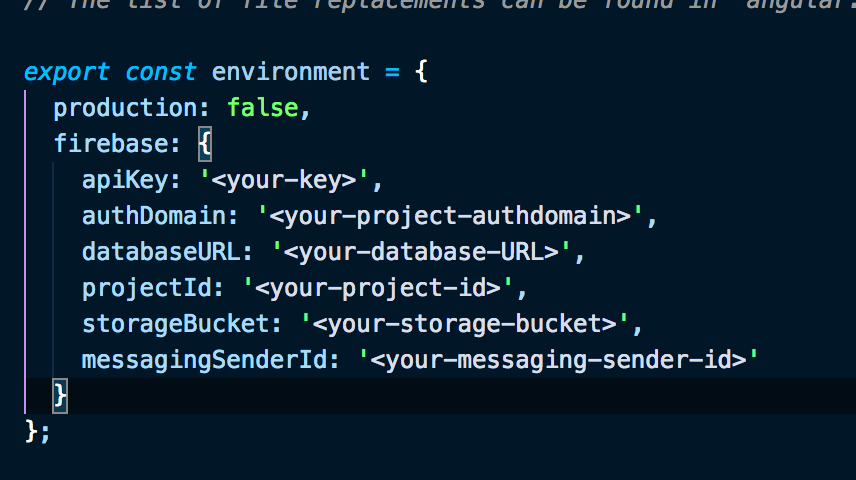 // The list of file replacements can be found in `angular.
export const environment = {
production: false,
firebase: {
apiKey: '<your-key>',
authDomain: '<your-project-authdomain>',
databaseURL: '<your-database-URL>',
projectId: '<your-project-id>',
storageBucket: '<your-storage-bucket>',
messagingSenderId: '<your-messaging-sender-id>'
}
};